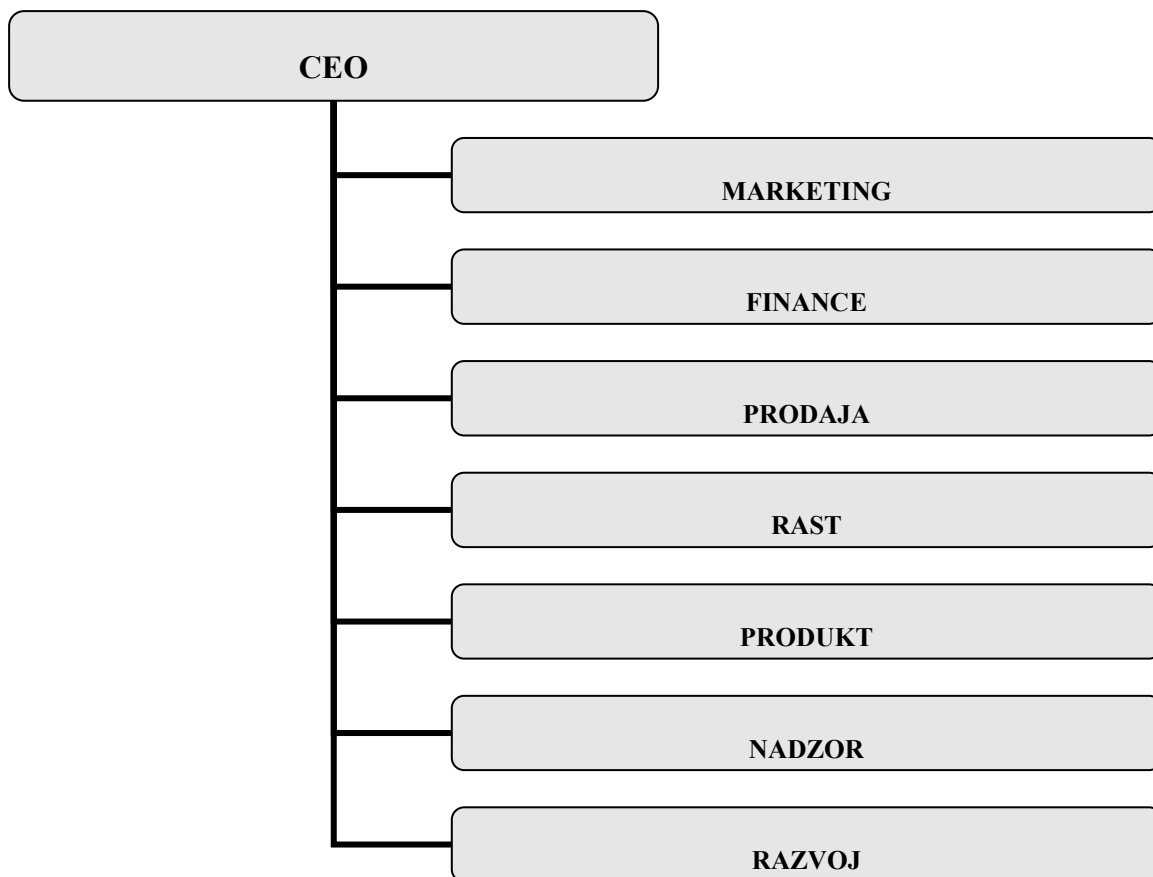 CEO
MARKETING
FINANCE
PRODAJA
RAST
PRODUKT
NADZOR
RAZVOJ